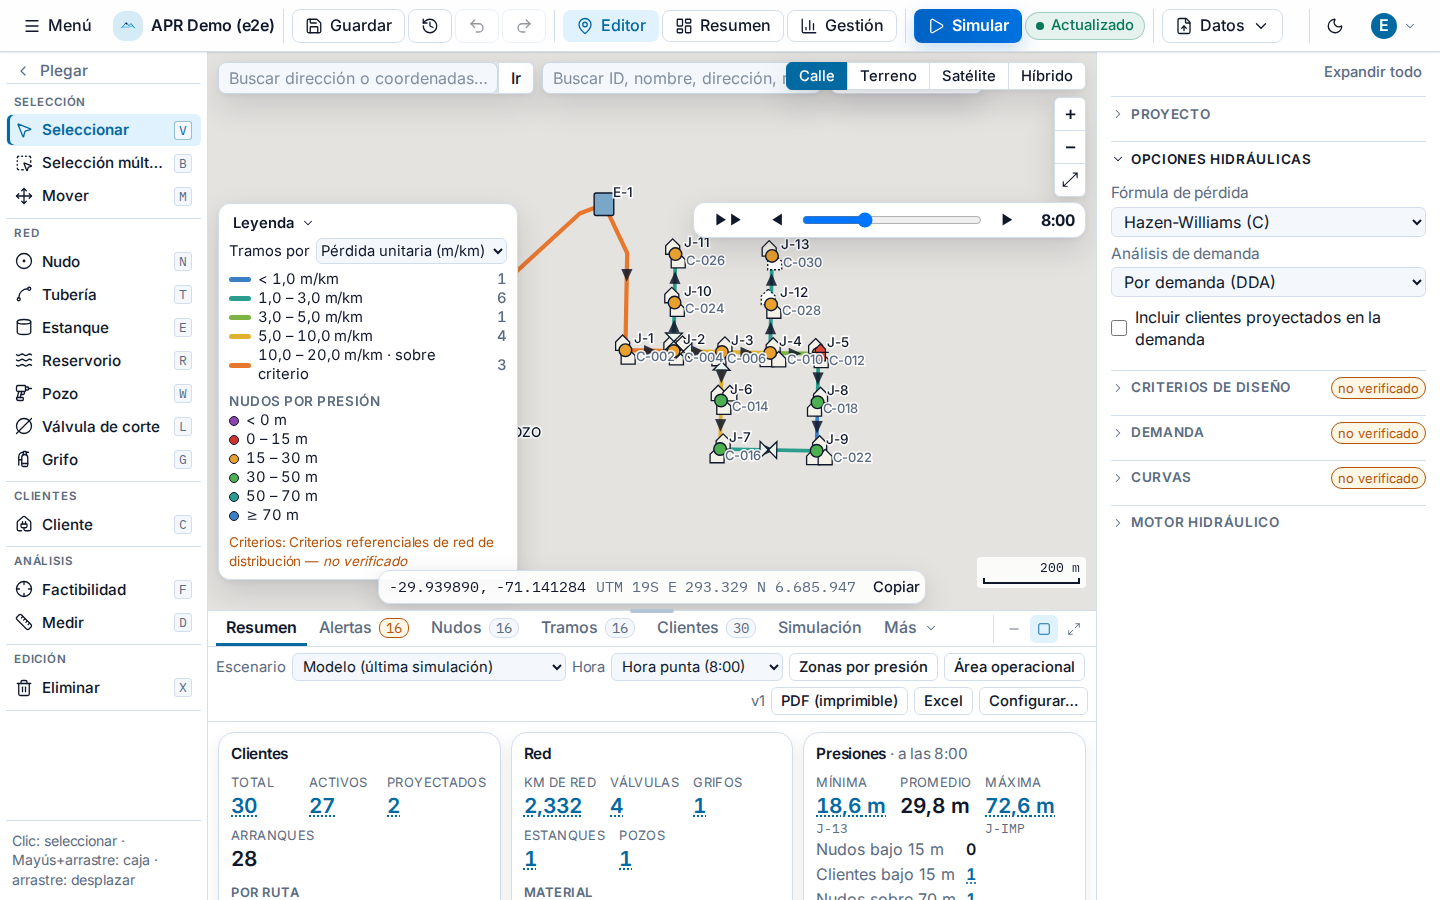 Menú
APR Demo (e2e)
Guardar
Editor
Resumen
Gestión
Simular
Actualizado
Datos
E
Plegar
SELECCIÓN
Seleccionar V
Selección múlt... B
Mover M
RED
Nudo N
Tubería T
Estanque E
Reservorio R
Pozo W
Válvula de corte L
Grifo G
CLIENTES
Cliente C
ANÁLISIS
Factibilidad F
Medir D
EDICIÓN
Eliminar X
Clic: seleccionar ·
Mayús+arrastre: caja ·
arrastre: desplazar
Buscar dirección o coordenadas...
Ir
Buscar ID, nombre, dirección,
Calle
Terreno
Satélite
Híbrido
+
−
8:00
Leyenda
Tramos por Pérdida unitaria (m/km)
< 1,0 m/km 1
1,0 – 3,0 m/km 6
3,0 – 5,0 m/km 1
5,0 – 10,0 m/km 4
10,0 – 20,0 m/km · sobre
criterio 3
NUDOS POR PRESIÓN
< 0 m
0 – 15 m
15 – 30 m
30 – 50 m
50 – 70 m
≥ 70 m
Criterios: Criterios referenciales de red de
distribución — no verificado
E-1
J-11
C-026
J-13
C-030
J-10
C-024
J-12
C-028
J-1
C-002
J-2
C-004
J-3
C-006
J-4
C-010
J-5
C-012
J-6
C-014
J-8
C-018
J-7
C-016
J-9
C-022
OZO
-29.939890, -71.141284 UTM 19S E 293.329 N 6.685.947 Copiar
200 m
Resumen
Alertas 16
Nudos 16
Tramos 16
Clientes 30
Simulación
Más
Escenario Modelo (última simulación)
Hora Hora punta (8:00)
Zonas por presión
Área operacional
v1
PDF (imprimible)
Excel
Configurar...
Clientes
TOTAL ACTIVOS PROYECTADOS
30 27 2
ARRANQUES
28
POR RUTA
Red
KM DE RED VÁLVULAS GRIFOS
2,332 4 1
ESTANQUES POZOS
1 1
MATERIAL
Presiones · a las 8:00
MÍNIMA PROMEDIO MÁXIMA
18,6 m 29,8 m 72,6 m
J-13 J-IMP
Nudos bajo 15 m 0
Clientes bajo 15 m 1
Nudos sobre 70 m 1
Expandir todo
PROYECTO
OPCIONES HIDRÁULICAS
Fórmula de pérdida
Hazen-Williams (C)
Análisis de demanda
Por demanda (DDA)
Incluir clientes proyectados en la
demanda
CRITERIOS DE DISEÑO no verificado
DEMANDA no verificado
CURVAS no verificado
MOTOR HIDRÁULICO